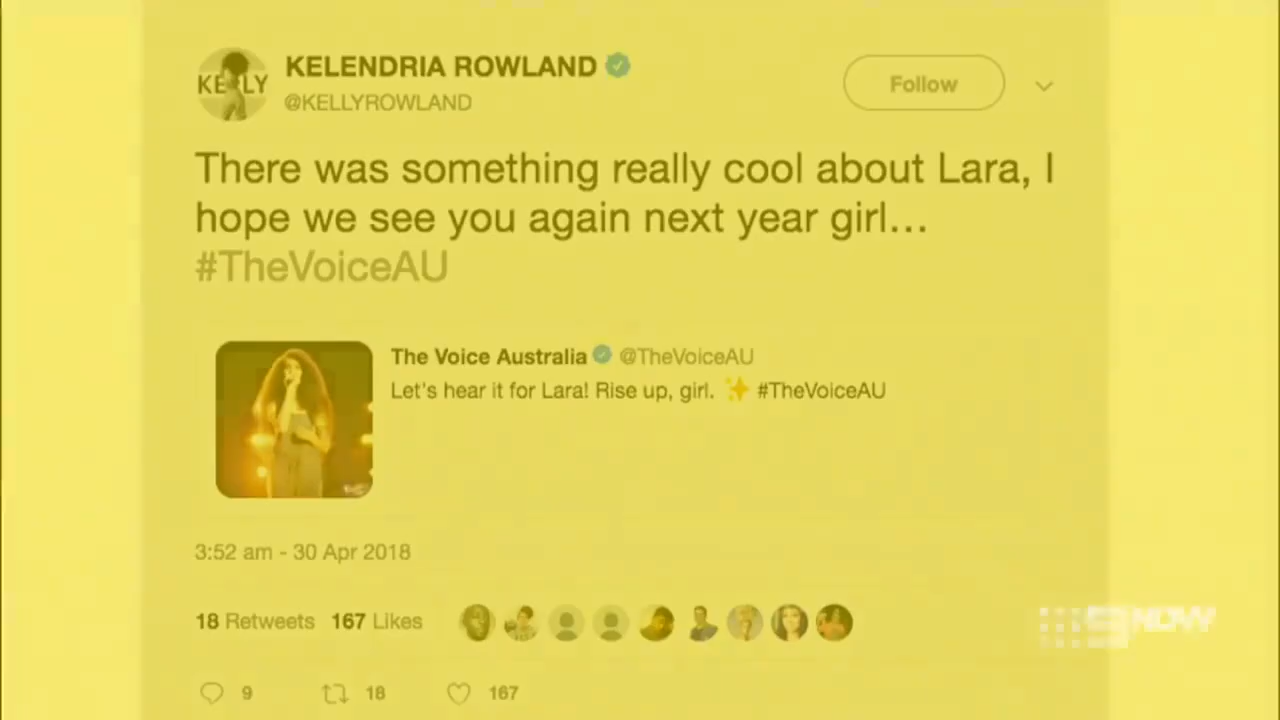 KELLY
KELENDRIA ROWLAND
@KELLYROWLAND
Follow
There was something really cool about Lara, I
hope we see you again next year girl...
#TheVoiceAU
The Voice Australia @TheVoiceAU
Let's hear it for Lara! Rise up, girl. ✨ #TheVoiceAU
3:52 am - 30 Apr 2018
18 Retweets 167 Likes
9 18 167
9NOW